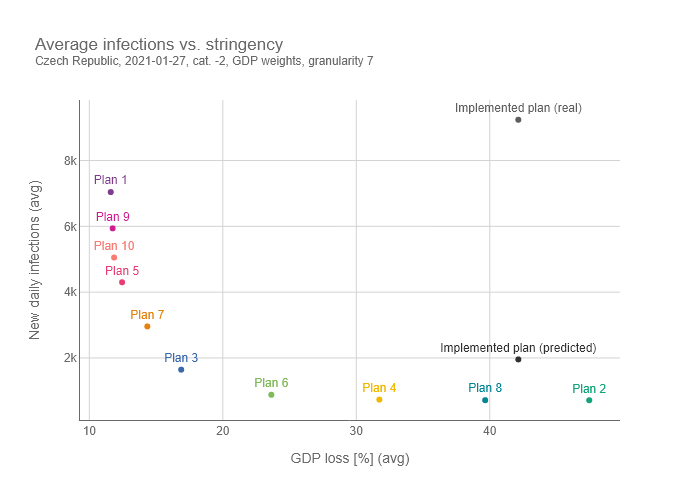 Average infections vs. stringency
Czech Republic, 2021-01-27, cat. -2, GDP weights, granularity 7
Implemented plan (real)
8k
Plan 1
Plan 9
6k
Plan 10
Plan 5
4k
Plan 7
Implemented plan (predicted)
Plan 3
2k
Plan 6
Plan 4
Plan 8
Plan 2
New daily infections (avg)
10
20
30
40
GDP loss [%] (avg)